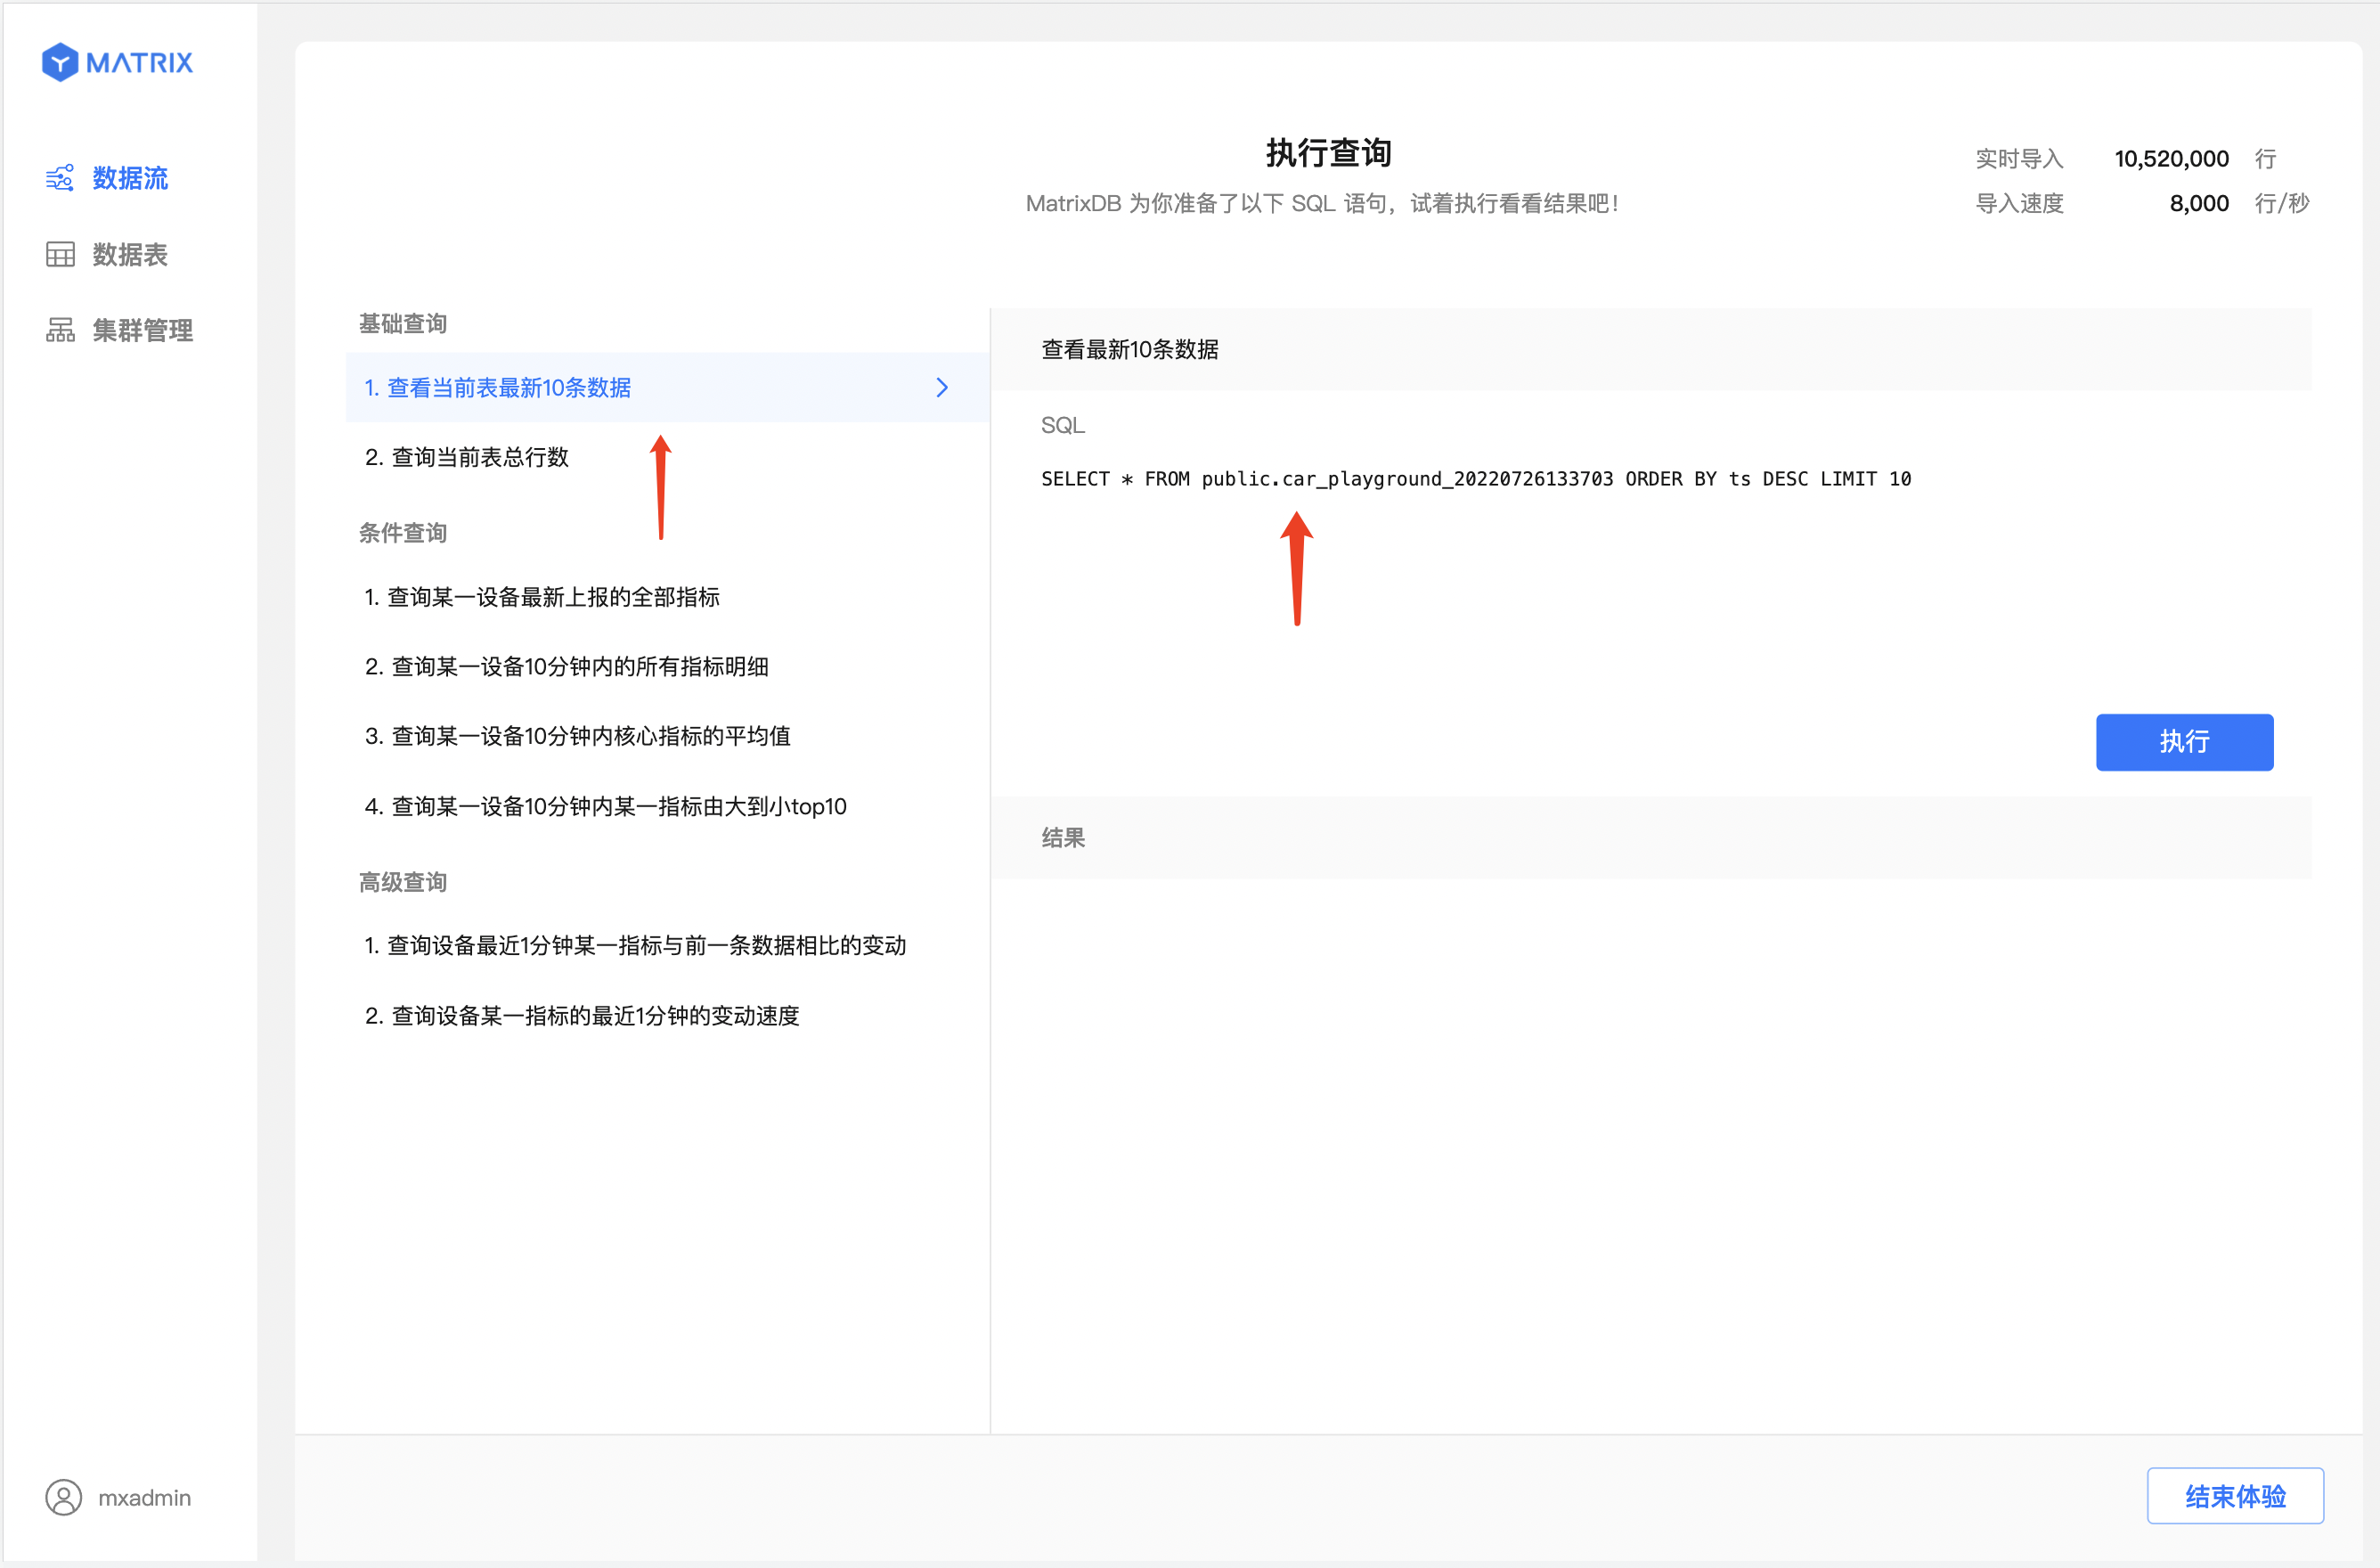 MATRIX
数据流
数据表
集群管理
mxadmin
执行查询
MatrixDB 为你准备了以下 SQL 语句，试着执行看看结果吧！
实时导入 10,520,000 行
导入速度 8,000 行/秒
基础查询
1. 查看当前表最新10条数据
2. 查询当前表总行数
条件查询
1. 查询某一设备最新上报的全部指标
2. 查询某一设备10分钟内的所有指标明细
3. 查询某一设备10分钟内核心指标的平均值
4. 查询某一设备10分钟内某一指标由大到小top10
高级查询
1. 查询设备最近1分钟某一指标与前一条数据相比的变动
2. 查询设备某一指标的最近1分钟的变动速度
查看最新10条数据
SQL
SELECT * FROM public.car_playground_20220726133703 ORDER BY ts DESC LIMIT 10
执行
结果
结束体验